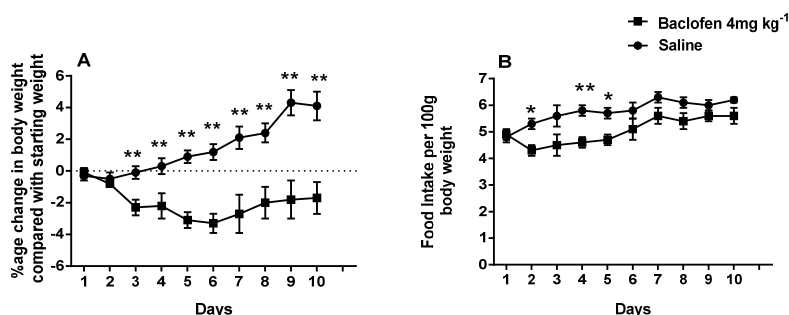 Baclofen 4mg kg-1
Saline
A
%age change in body weight
compared with starting weight
6
4
2
0
-2
-4
-6
** ** ** ** ** ** ** **
1 2 3 4 5 6 7 8 9 10
Days
B
Food Intake per 100g
body weight
7
6
5
4
3
2
1
0
* ** *
1 2 3 4 5 6 7 8 9 10
Days